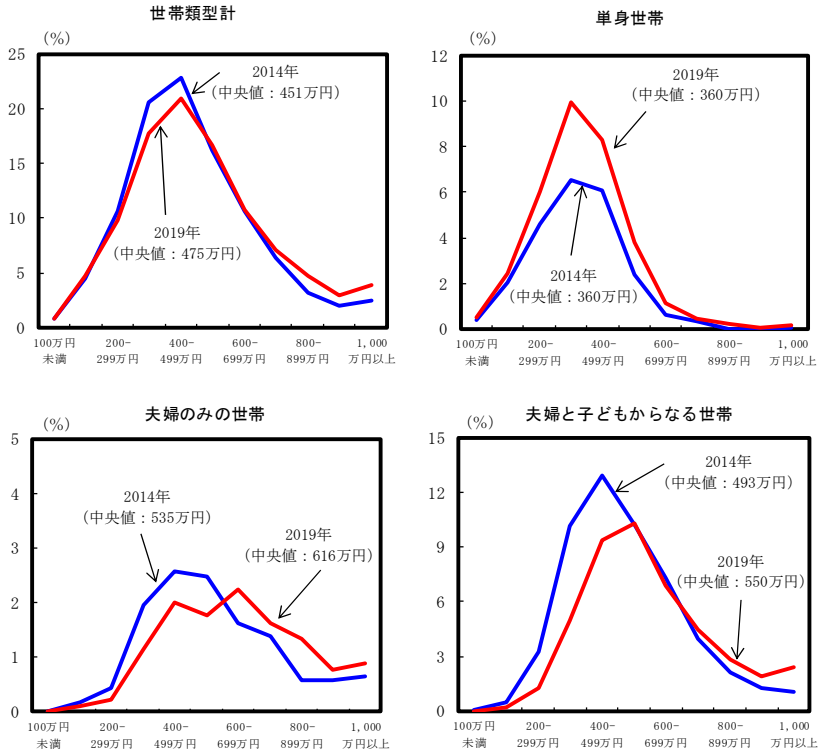 世帯類型計
(%)
25
20
15
10
5
0
2014年
(中央値：451万円)
2019年
(中央値：475万円)
100万円 200- 400- 600- 800- 1,000
未満 299万円 499万円 699万円 899万円 万円以上
単身世帯
(%)
12
10
8
6
4
2
0
2019年
(中央値：360万円)
2014年
(中央値：360万円)
100万円 200- 400- 600- 800- 1,000
未満 299万円 499万円 699万円 899万円 万円以上
夫婦のみの世帯
(%)
5
4
3
2
1
0
2014年
(中央値：535万円)
2019年
(中央値：616万円)
100万円 200- 400- 600- 800- 1,000
未満 299万円 499万円 699万円 899万円 万円以上
夫婦と子どもからなる世帯
(%)
15
12
9
6
3
0
2014年
(中央値：493万円)
2019年
(中央値：550万円)
100万円 200- 400- 600- 800- 1,000
未満 299万円 499万円 699万円 899万円 万円以上